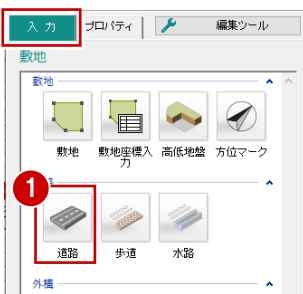 入力 プロパティ 編集ツール
敷地
敷地
敷地 敷地座標入力 高低地盤 方位マーク
1
道路 歩道 水路
外構